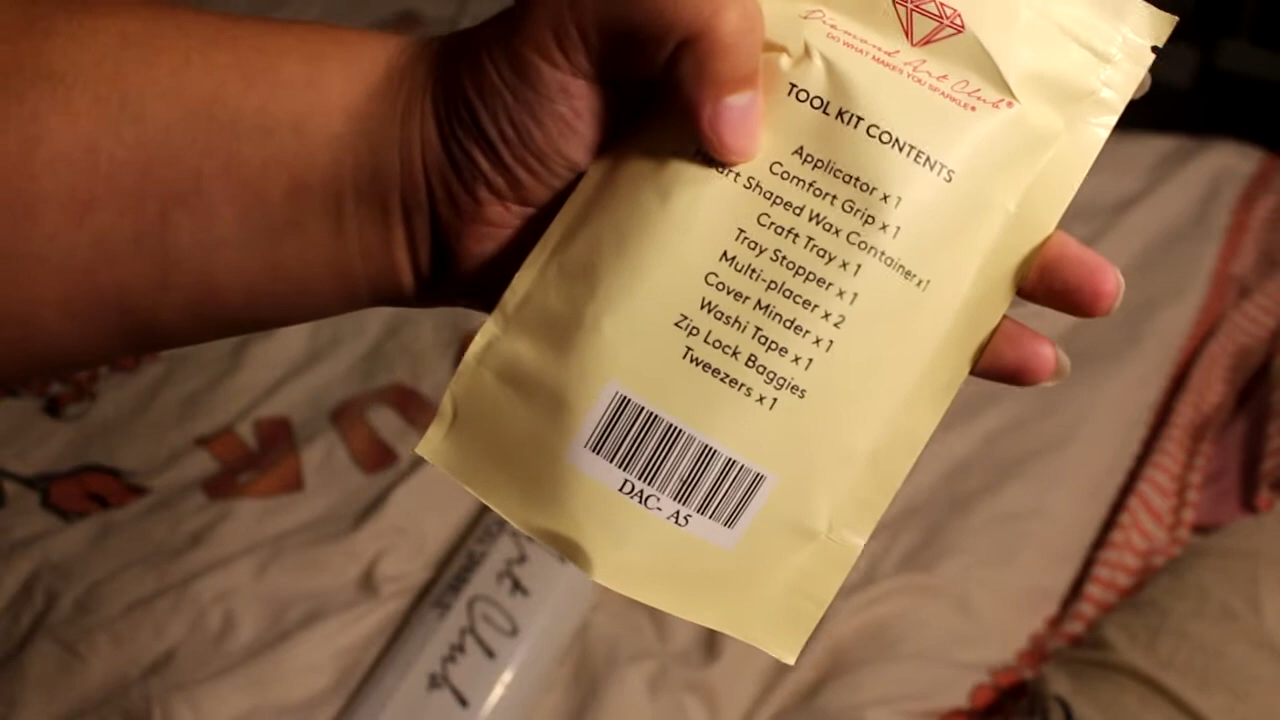 Diamond Art Club®
DO WHAT MAKES YOU SPARKLE®
TOOL KIT CONTENTS
Applicator x 1
Comfort Grip x 1
Heart Shaped Wax Container x 1
Craft Tray x 1
Tray Stopper x 1
Multi-placer x 2
Cover Minder x 1
Washi Tape x 1
Zip Lock Baggies
Tweezers x 1
DAC- A5
Art Club